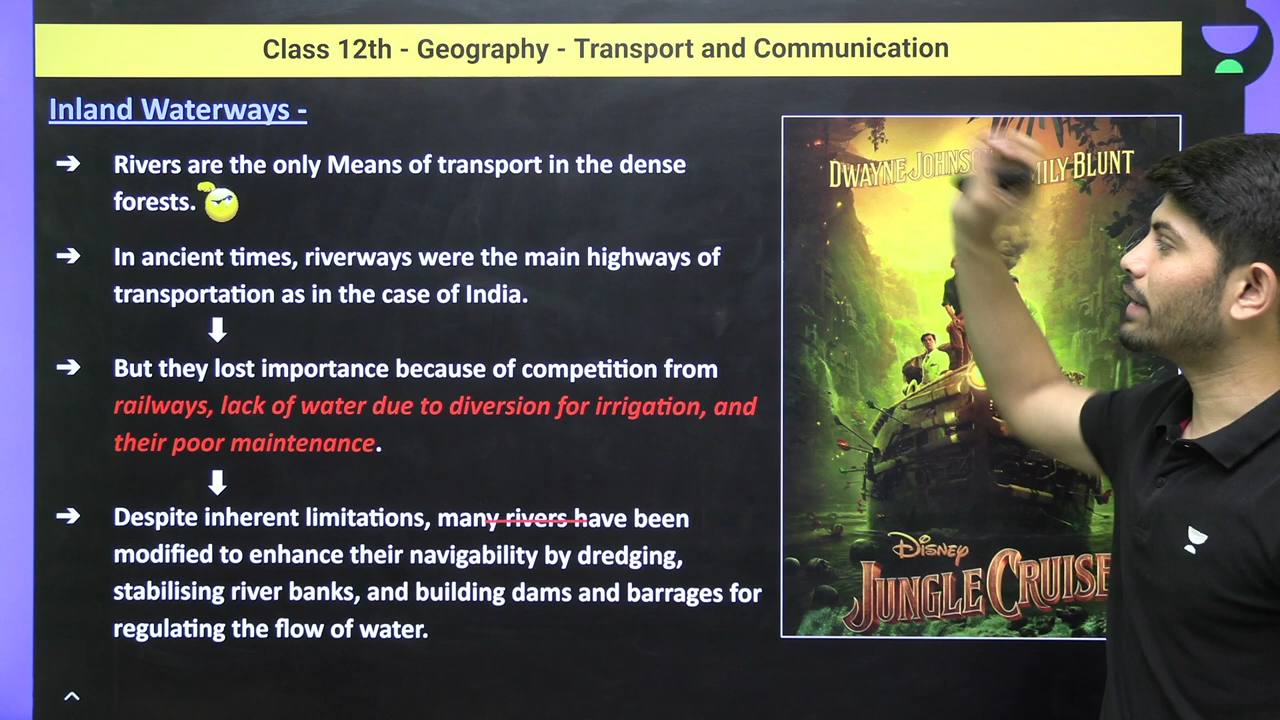 Class 12th - Geography - Transport and Communication
Inland Waterways -
➔ Rivers are the only Means of transport in the dense
forests.
➔ In ancient times, riverways were the main highways of
transportation as in the case of India.
➔ But they lost importance because of competition from
railways, lack of water due to diversion for irrigation, and
their poor maintenance.
➔ Despite inherent limitations, many rivers have been
modified to enhance their navigability by dredging,
stabilising river banks, and building dams and barrages for
regulating the flow of water.
DWAYNE BLUNT
DISNEY
JUNGLE CRUISE